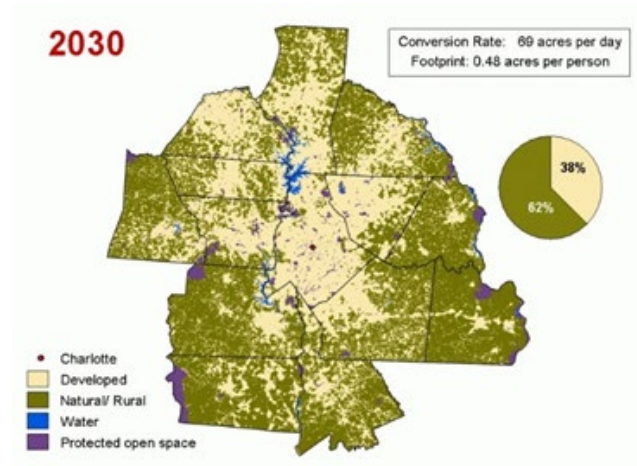 2030
Conversion Rate: 69 acres per day
Footprint: 0.48 acres per person
38%
62%
Charlotte
Developed
Natural/ Rural
Water
Protected open space